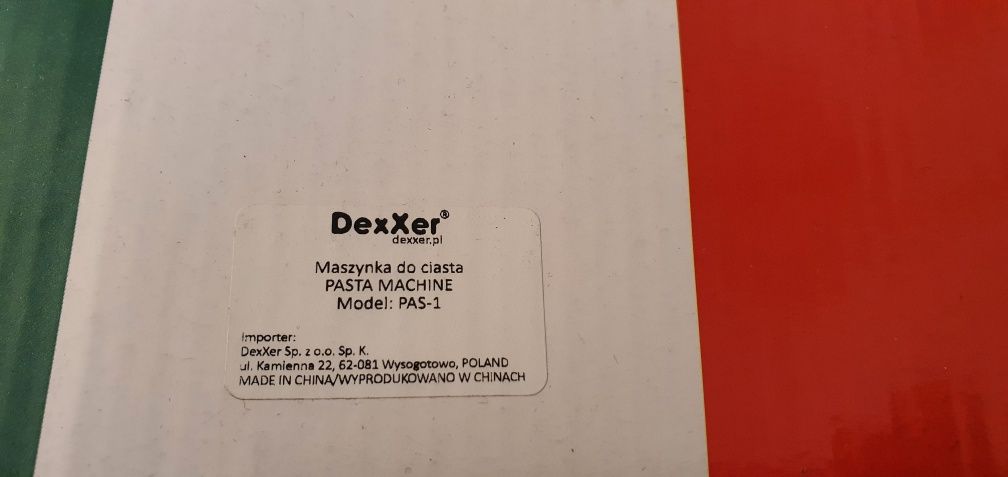 DexXer®
dexxer.pl
Maszynka do ciasta
PASTA MACHINE
Model: PAS-1
Importer:
DexXer Sp. z o.o. Sp. K.
ul. Kamienna 22, 62-081 Wysogotowo, POLAND
MADE IN CHINA/WYPRODUKOWANO W CHINACH